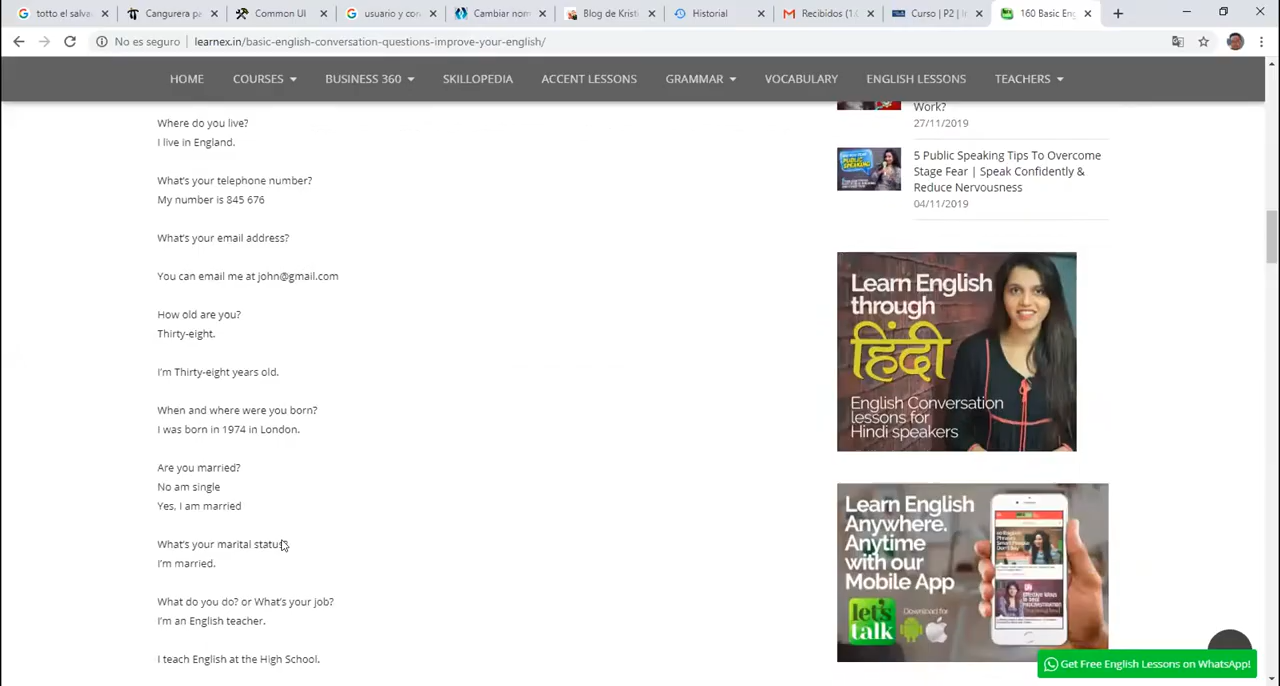 totto el salva
Cangurera pa
Common UI
usuario y con
Cambiar nom
Blog de Krist
Historial
Recibidos (1.0
Curso | P2 | In
160 Basic Eng
No es seguro | learnex.in/basic-english-conversation-questions-improve-your-english/
HOME COURSES BUSINESS 360 SKILLOPEDIA ACCENT LESSONS GRAMMAR VOCABULARY ENGLISH LESSONS TEACHERS
Where do you live?
I live in England.
What's your telephone number?
My number is 845 676
What's your email address?
You can email me at john@gmail.com
How old are you?
Thirty-eight.
I'm Thirty-eight years old.
When and where were you born?
I was born in 1974 in London.
Are you married?
No am single
Yes, I am married
What's your marital status?
I'm married.
What do you do? or What's your job?
I'm an English teacher.
I teach English at the High School.
Work?
27/11/2019
5 Public Speaking Tips To Overcome
Stage Fear | Speak Confidently &
Reduce Nervousness
04/11/2019
Learn English
through
हिंदी
English Conversation
lessons for
Hindi speakers
Learn English
Anywhere.
Anytime
with our
Mobile App
let's
talk
Download for
Get Free English Lessons on WhatsApp!